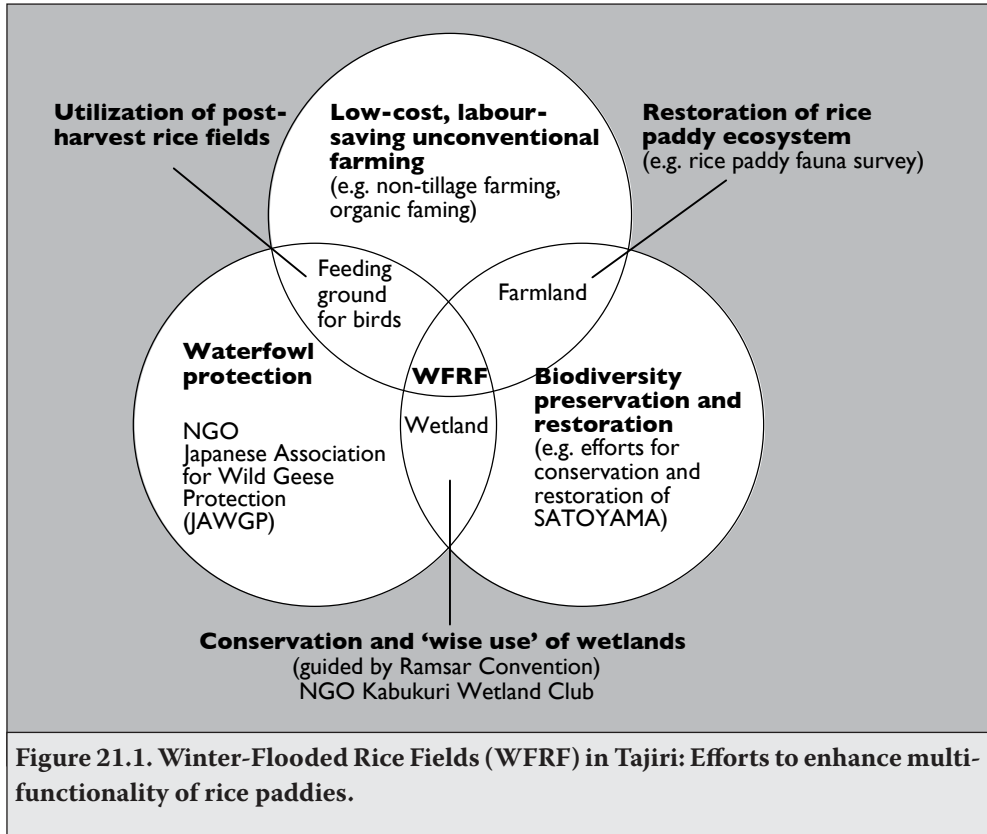 Utilization of post-
harvest rice fields
Low-cost, labour-
saving unconventional
farming
(e.g. non-tillage farming,
organic faming)
Restoration of rice
paddy ecosystem
(e.g. rice paddy fauna survey)
Feeding
ground
for birds
Farmland
Waterfowl
protection
NGO
Japanese Association
for Wild Geese
Protection
(JAWGP)
WFRF
Wetland
Biodiversity
preservation and
restoration
(e.g. efforts for
conservation and
restoration of
SATOYAMA)
Conservation and ‘wise use’ of wetlands
(guided by Ramsar Convention)
NGO Kabukuri Wetland Club
Figure 21.1. Winter-Flooded Rice Fields (WFRF) in Tajiri: Efforts to enhance multi-
functionality of rice paddies.